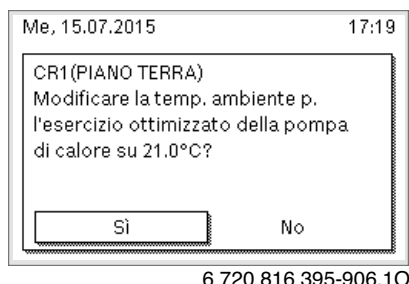 Me, 15.07.2015 17:19
CR1(PIANO TERRA)
Modificare la temp. ambiente p.
l'esercizio ottimizzato della pompa
di calore su 21.0°C?
Sì No
6 720 816 395-906.1O